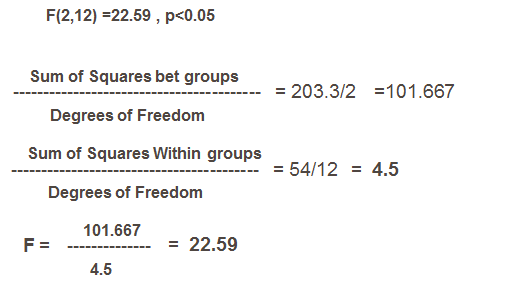 F(2,12) =22.59 , p<0.05
Sum of Squares bet groups
------------------------------------------ = 203.3/2 =101.667
Degrees of Freedom
Sum of Squares Within groups
------------------------------------------ = 54/12 = 4.5
Degrees of Freedom
101.667
F = -------------- = 22.59
4.5